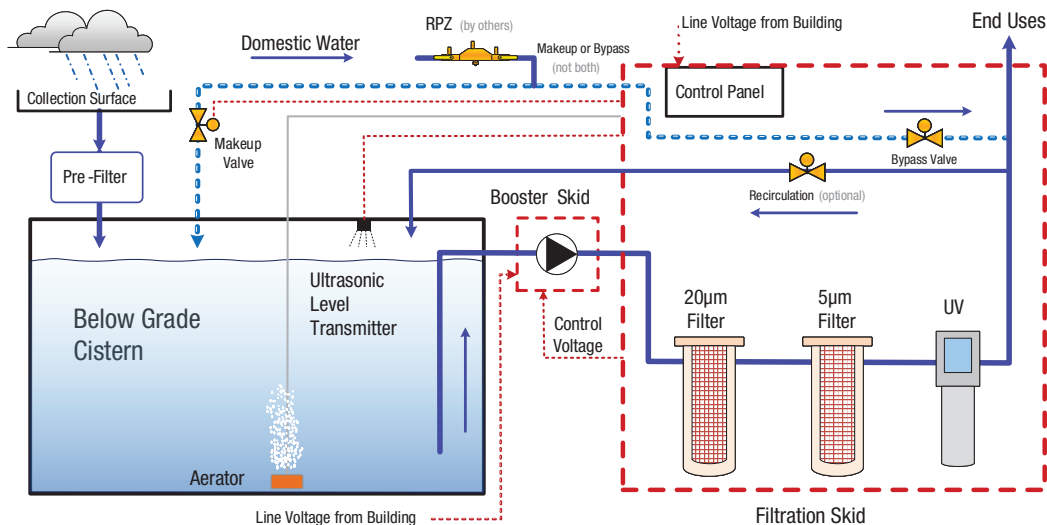 Line Voltage from Building
End Uses
RPZ (by others)
Domestic Water
Makeup or Bypass
(not both)
Collection Surface
Control Panel
Makeup
Valve
Bypass Valve
Pre -Filter
Recirculation (optional)
Booster Skid
Ultrasonic
Level
Transmitter
20µm
Filter
5µm
Filter
UV
Below Grade
Cistern
Control
Voltage
Aerator
Line Voltage from Building
Filtration Skid